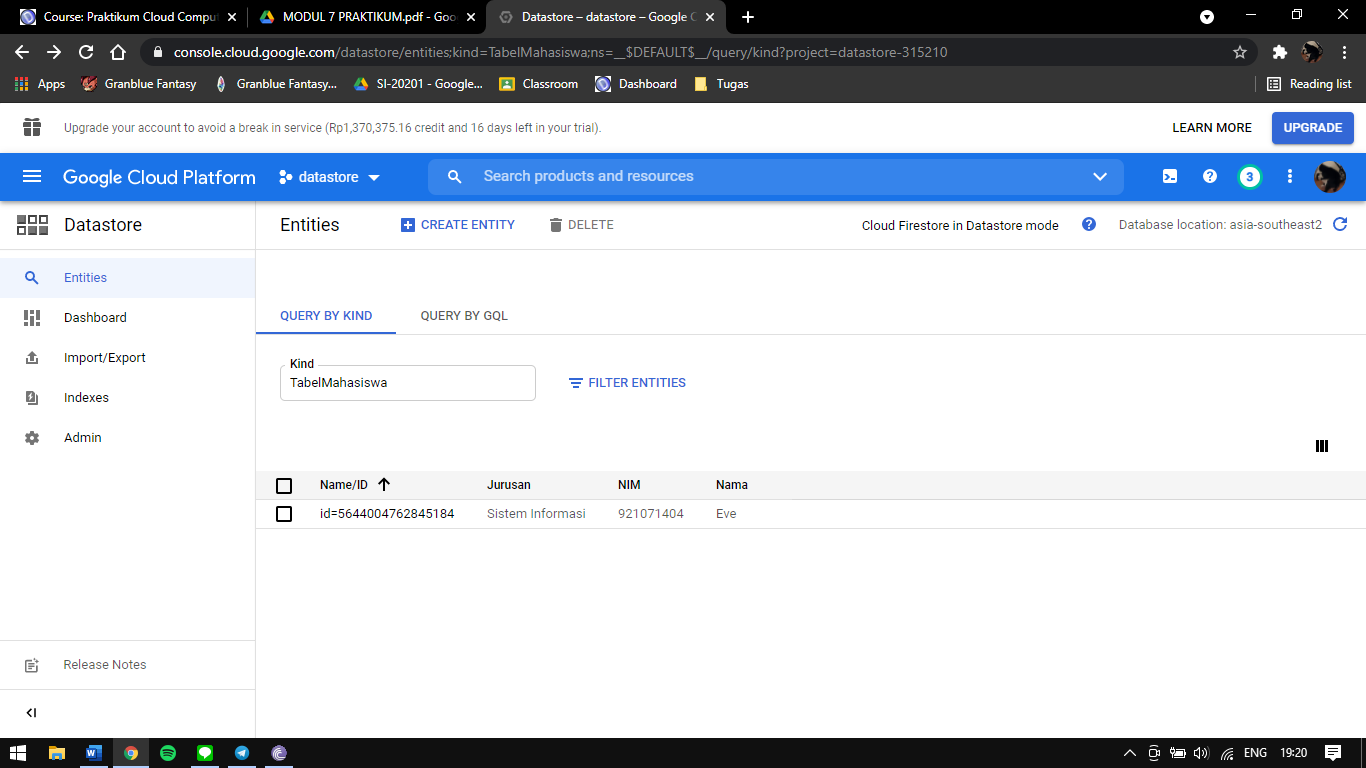 Course: Praktikum Cloud Comput
MODUL 7 PRAKTIKUM.pdf - Goo
Datastore – datastore – Google C
console.cloud.google.com/datastore/entities;kind=TabelMahasiswa;ns=__$DEFAULT$__/query/kind?project=datastore-315210
Apps
Granblue Fantasy
Granblue Fantasy...
SI-20201 - Google...
Classroom
Dashboard
Tugas
Reading list
Upgrade your account to avoid a break in service (Rp1,370,375.16 credit and 16 days left in your trial).
LEARN MORE
UPGRADE
Google Cloud Platform
datastore
Search products and resources
3
Datastore
Entities
CREATE ENTITY
DELETE
Cloud Firestore in Datastore mode
Database location: asia-southeast2
Entities
Dashboard
Import/Export
Indexes
Admin
QUERY BY KIND
QUERY BY GQL
Kind
TabelMahasiswa
FILTER ENTITIES
Name/ID Jurusan NIM Nama
id=5644004762845184 Sistem Informasi 921071404 Eve
Release Notes
ENG
19:20